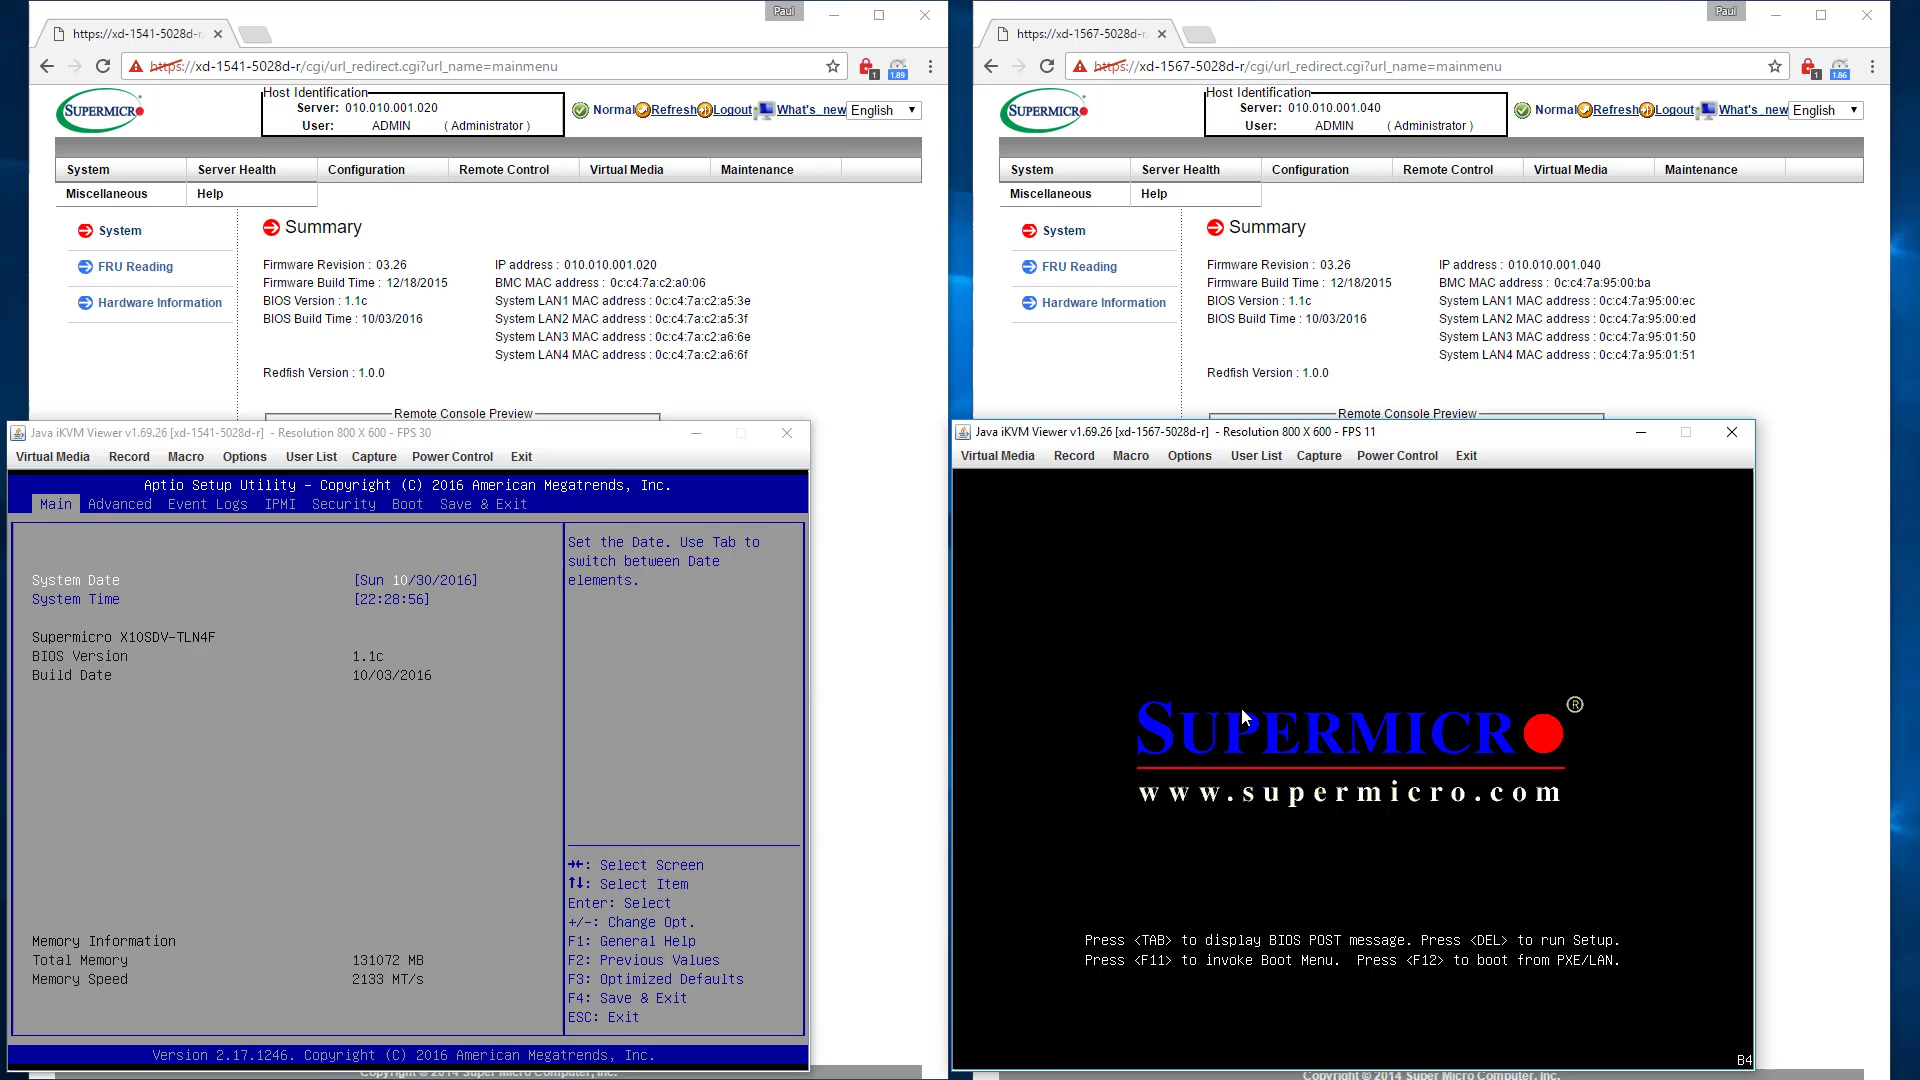 Paul
https://xd-1541-5028d-r
https://xd-1541-5028d-r/cgi/url_redirect.cgi?url_name=mainmenu
1
1.89
SUPERMICRO
Host Identification
Server: 010.010.001.020
User: ADMIN ( Administrator )
Normal Refresh Logout What's_new English
System Server Health Configuration Remote Control Virtual Media Maintenance
Miscellaneous Help
System
FRU Reading
Hardware Information
Summary
Firmware Revision : 03.26
Firmware Build Time : 12/18/2015
BIOS Version : 1.1c
BIOS Build Time : 10/03/2016
IP address : 010.010.001.020
BMC MAC address : 0c:c4:7a:c2:a0:06
System LAN1 MAC address : 0c:c4:7a:c2:a5:3e
System LAN2 MAC address : 0c:c4:7a:c2:a5:3f
System LAN3 MAC address : 0c:c4:7a:c2:a6:6e
System LAN4 MAC address : 0c:c4:7a:c2:a6:6f
Redfish Version : 1.0.0
Remote Console Preview
Java iKVM Viewer v1.69.26 [xd-1541-5028d-r] - Resolution 800 X 600 - FPS 30
Virtual Media Record Macro Options User List Capture Power Control Exit
Aptio Setup Utility - Copyright (C) 2016 American Megatrends, Inc.
Main Advanced Event Logs IPMI Security Boot Save & Exit
System Date [Sun 10/30/2016]
System Time [22:28:56]
Supermicro X10SDV-TLN4F
BIOS Version 1.1c
Build Date 10/03/2016
Memory Information
Total Memory 131072 MB
Memory Speed 2133 MT/s
Set the Date. Use Tab to
switch between Date
elements.
→←: Select Screen
↑↓: Select Item
Enter: Select
+/-: Change Opt.
F1: General Help
F2: Previous Values
F3: Optimized Defaults
F4: Save & Exit
ESC: Exit
Version 2.17.1246. Copyright (C) 2016 American Megatrends, Inc.
Copyright © 2014 Super Micro Computer, Inc.
Paul
https://xd-1567-5028d-r
https://xd-1567-5028d-r/cgi/url_redirect.cgi?url_name=mainmenu
1
1.86
SUPERMICRO
Host Identification
Server: 010.010.001.040
User: ADMIN ( Administrator )
Normal Refresh Logout What's_new English
System Server Health Configuration Remote Control Virtual Media Maintenance
Miscellaneous Help
System
FRU Reading
Hardware Information
Summary
Firmware Revision : 03.26
Firmware Build Time : 12/18/2015
BIOS Version : 1.1c
BIOS Build Time : 10/03/2016
IP address : 010.010.001.040
BMC MAC address : 0c:c4:7a:95:00:ba
System LAN1 MAC address : 0c:c4:7a:95:00:ec
System LAN2 MAC address : 0c:c4:7a:95:00:ed
System LAN3 MAC address : 0c:c4:7a:95:01:50
System LAN4 MAC address : 0c:c4:7a:95:01:51
Redfish Version : 1.0.0
Remote Console Preview
Java iKVM Viewer v1.69.26 [xd-1567-5028d-r] - Resolution 800 X 600 - FPS 11
Virtual Media Record Macro Options User List Capture Power Control Exit
SUPERMICRO ®
www.supermicro.com
Press <TAB> to display BIOS POST message. Press <DEL> to run Setup.
Press <F11> to invoke Boot Menu. Press <F12> to boot from PXE/LAN.
B4
Copyright © 2014 Super Micro Computer, Inc.